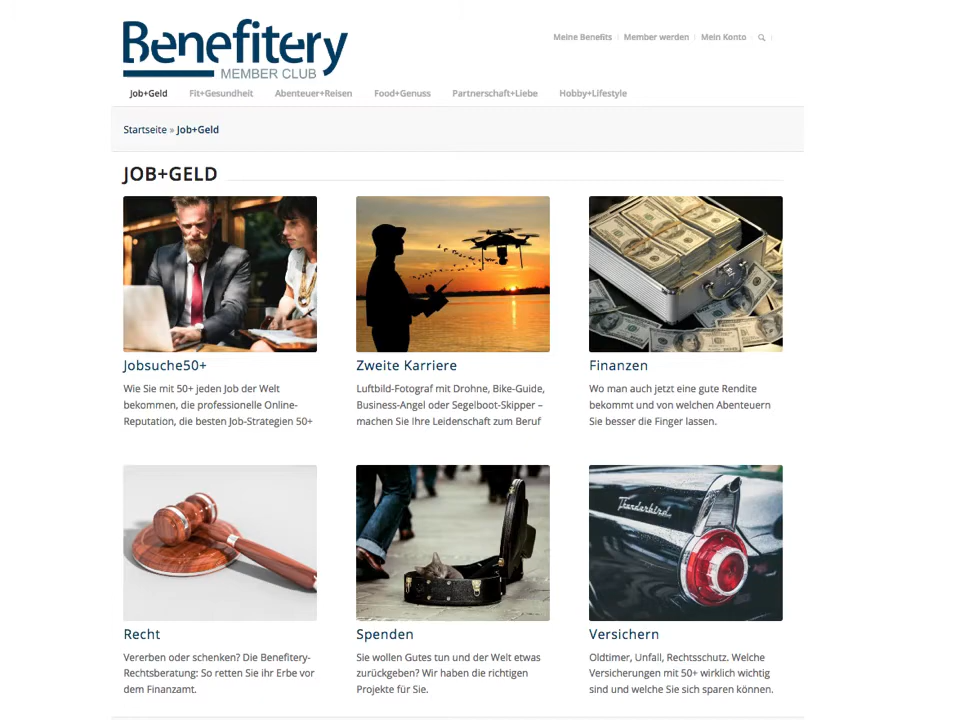 Benefitery
MEMBER CLUB
Meine Benefits
Member werden
Mein Konto
Job+Geld
Fit+Gesundheit
Abenteuer+Reisen
Food+Genuss
Partnerschaft+Liebe
Hobby+Lifestyle
Startseite » Job+Geld
JOB+GELD
Jobsuche50+
Wie Sie mit 50+ jeden Job der Welt
bekommen, die professionelle Online-
Reputation, die besten Job-Strategien 50+
Zweite Karriere
Luftbild-Fotograf mit Drohne, Bike-Guide,
Business-Angel oder Segelboot-Skipper –
machen Sie Ihre Leidenschaft zum Beruf
Finanzen
Wo man auch jetzt eine gute Rendite
bekommt und von welchen Abenteuern
Sie besser die Finger lassen.
Recht
Vererben oder schenken? Die Benefitery-
Rechtsberatung: So retten Sie ihr Erbe vor
dem Finanzamt.
Spenden
Sie wollen Gutes tun und der Welt etwas
zurückgeben? Wir haben die richtigen
Projekte für Sie.
Thunderbird
Versichern
Oldtimer, Unfall, Rechtsschutz. Welche
Versicherungen mit 50+ wirklich wichtig
sind und welche Sie sich sparen können.